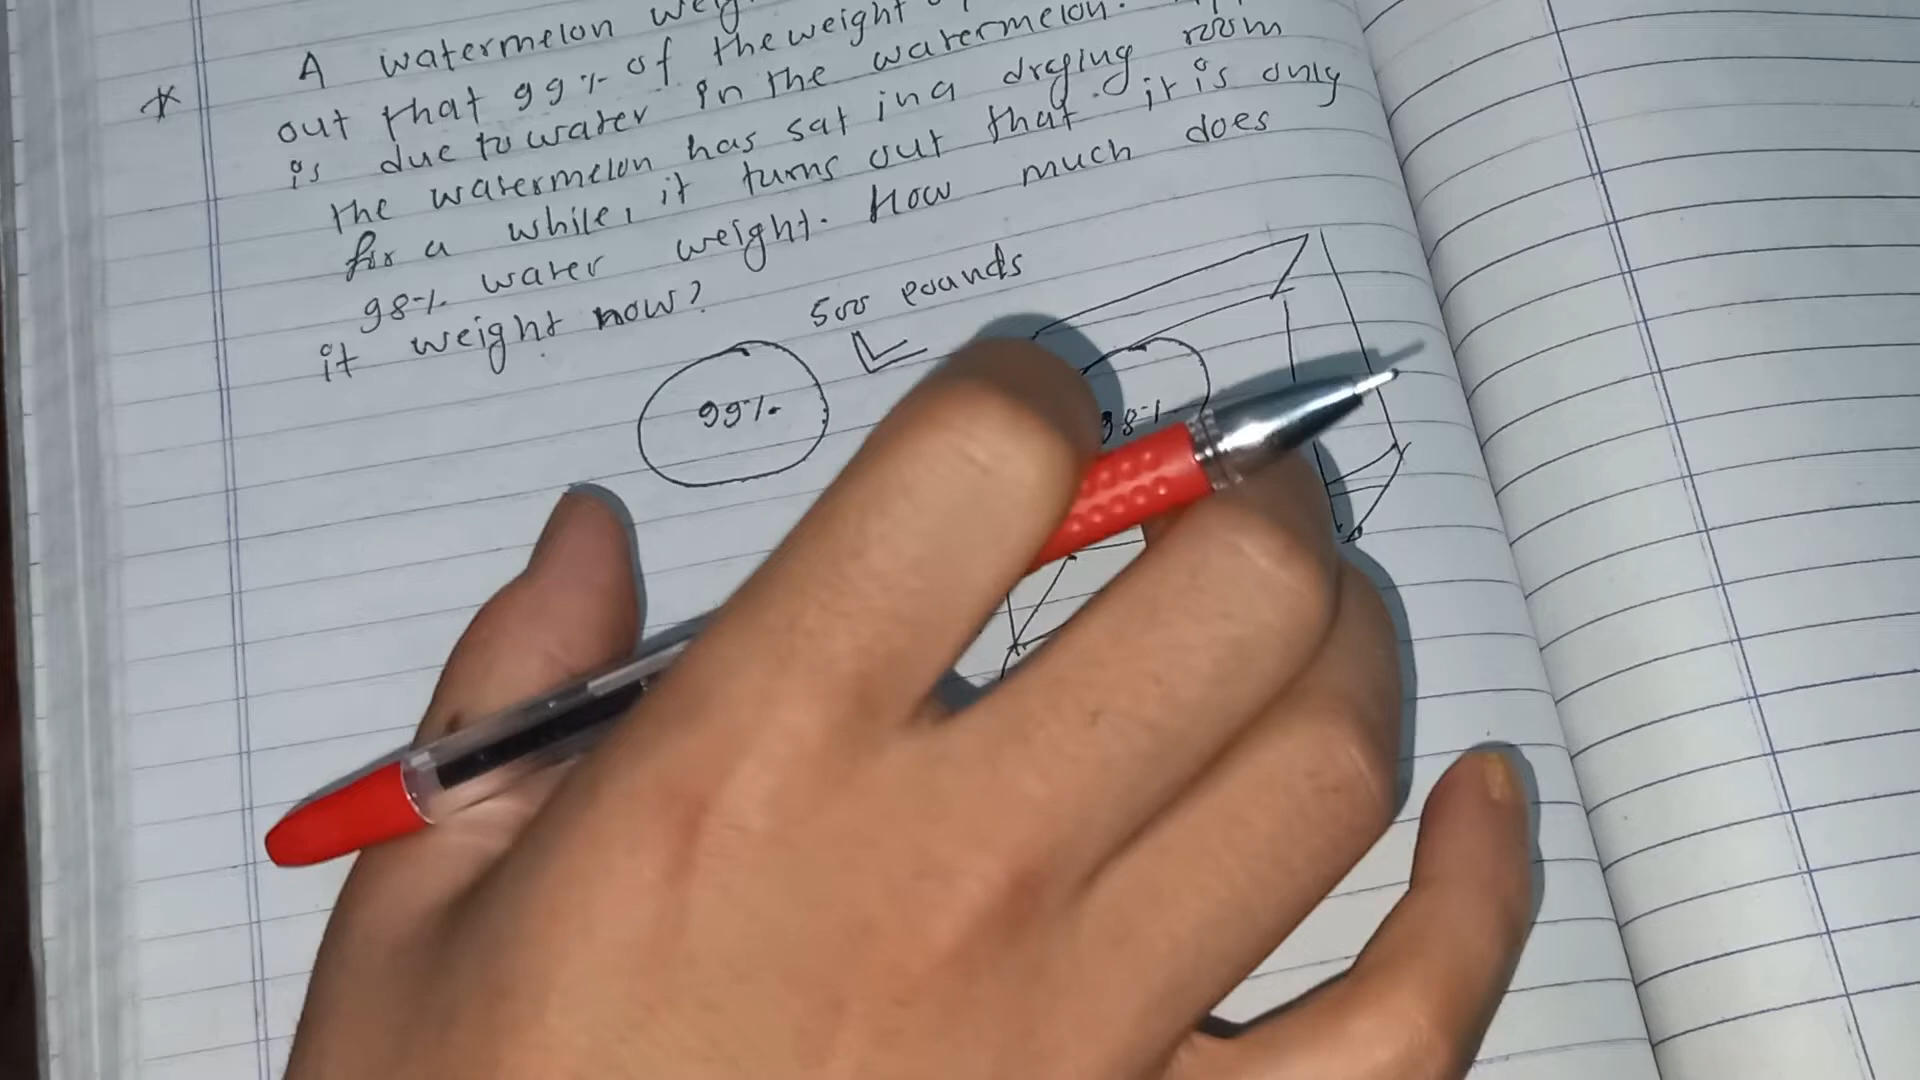 A watermelon
out that 99% of the weight
is due to water in the watermelon.
the watermelon has sat in a drying room
for a while, it turns out that it is only
98% water weight. How much does
it weight now?
500 pounds
99%
98%